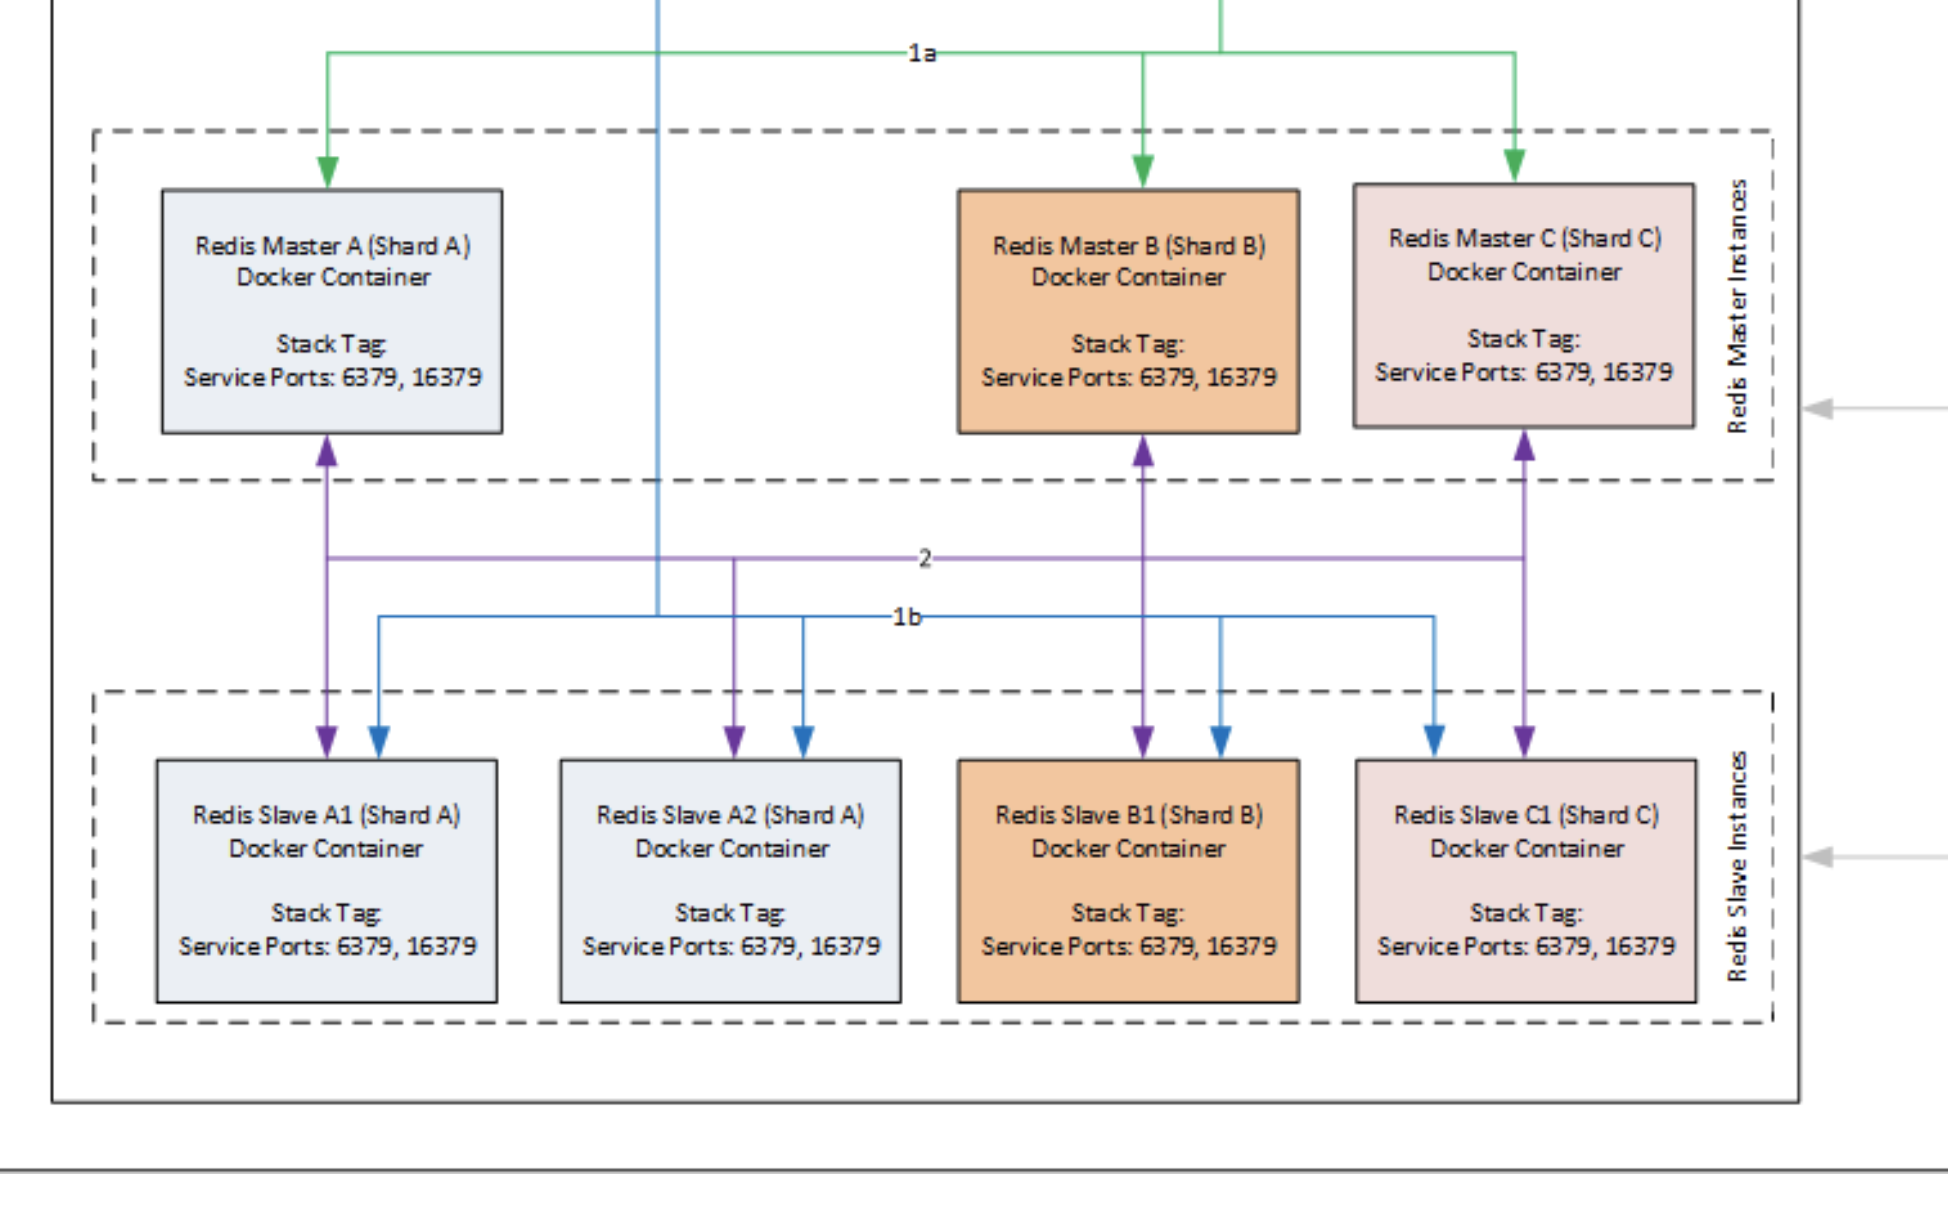 1a
Redis Master A (Shard A)
Docker Container
Stack Tag:
Service Ports: 6379, 16379
Redis Master B (Shard B)
Docker Container
Stack Tag:
Service Ports: 6379, 16379
Redis Master C (Shard C)
Docker Container
Stack Tag:
Service Ports: 6379, 16379
Redis Master Instances
2
1b
Redis Slave A1 (Shard A)
Docker Container
Stack Tag:
Service Ports: 6379, 16379
Redis Slave A2 (Shard A)
Docker Container
Stack Tag:
Service Ports: 6379, 16379
Redis Slave B1 (Shard B)
Docker Container
Stack Tag:
Service Ports: 6379, 16379
Redis Slave C1 (Shard C)
Docker Container
Stack Tag:
Service Ports: 6379, 16379
Redis Slave Instances